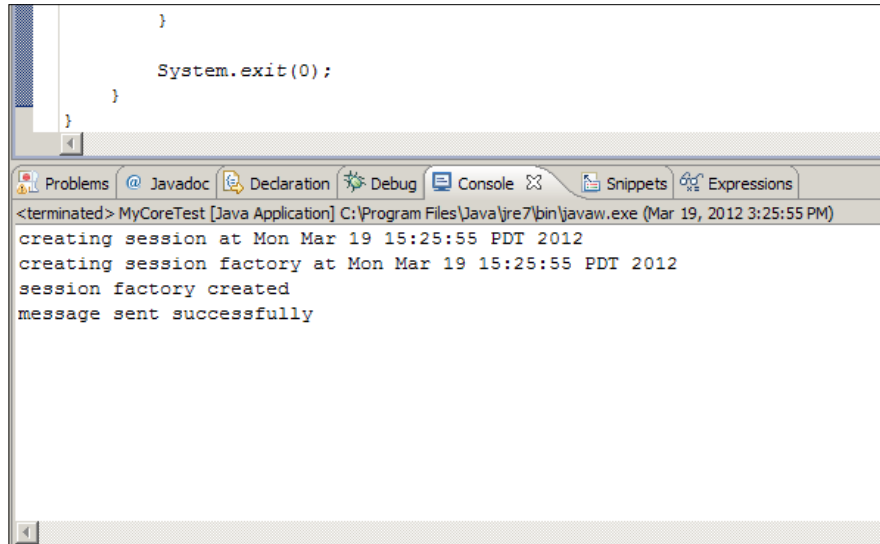 }
System.exit(0);
}
}
Problems @ Javadoc Declaration Debug Console Snippets Expressions
<terminated> MyCoreTest [Java Application] C:\Program Files\Java\jre7\bin\javaw.exe (Mar 19, 2012 3:25:55 PM)
creating session at Mon Mar 19 15:25:55 PDT 2012
creating session factory at Mon Mar 19 15:25:55 PDT 2012
session factory created
message sent successfully